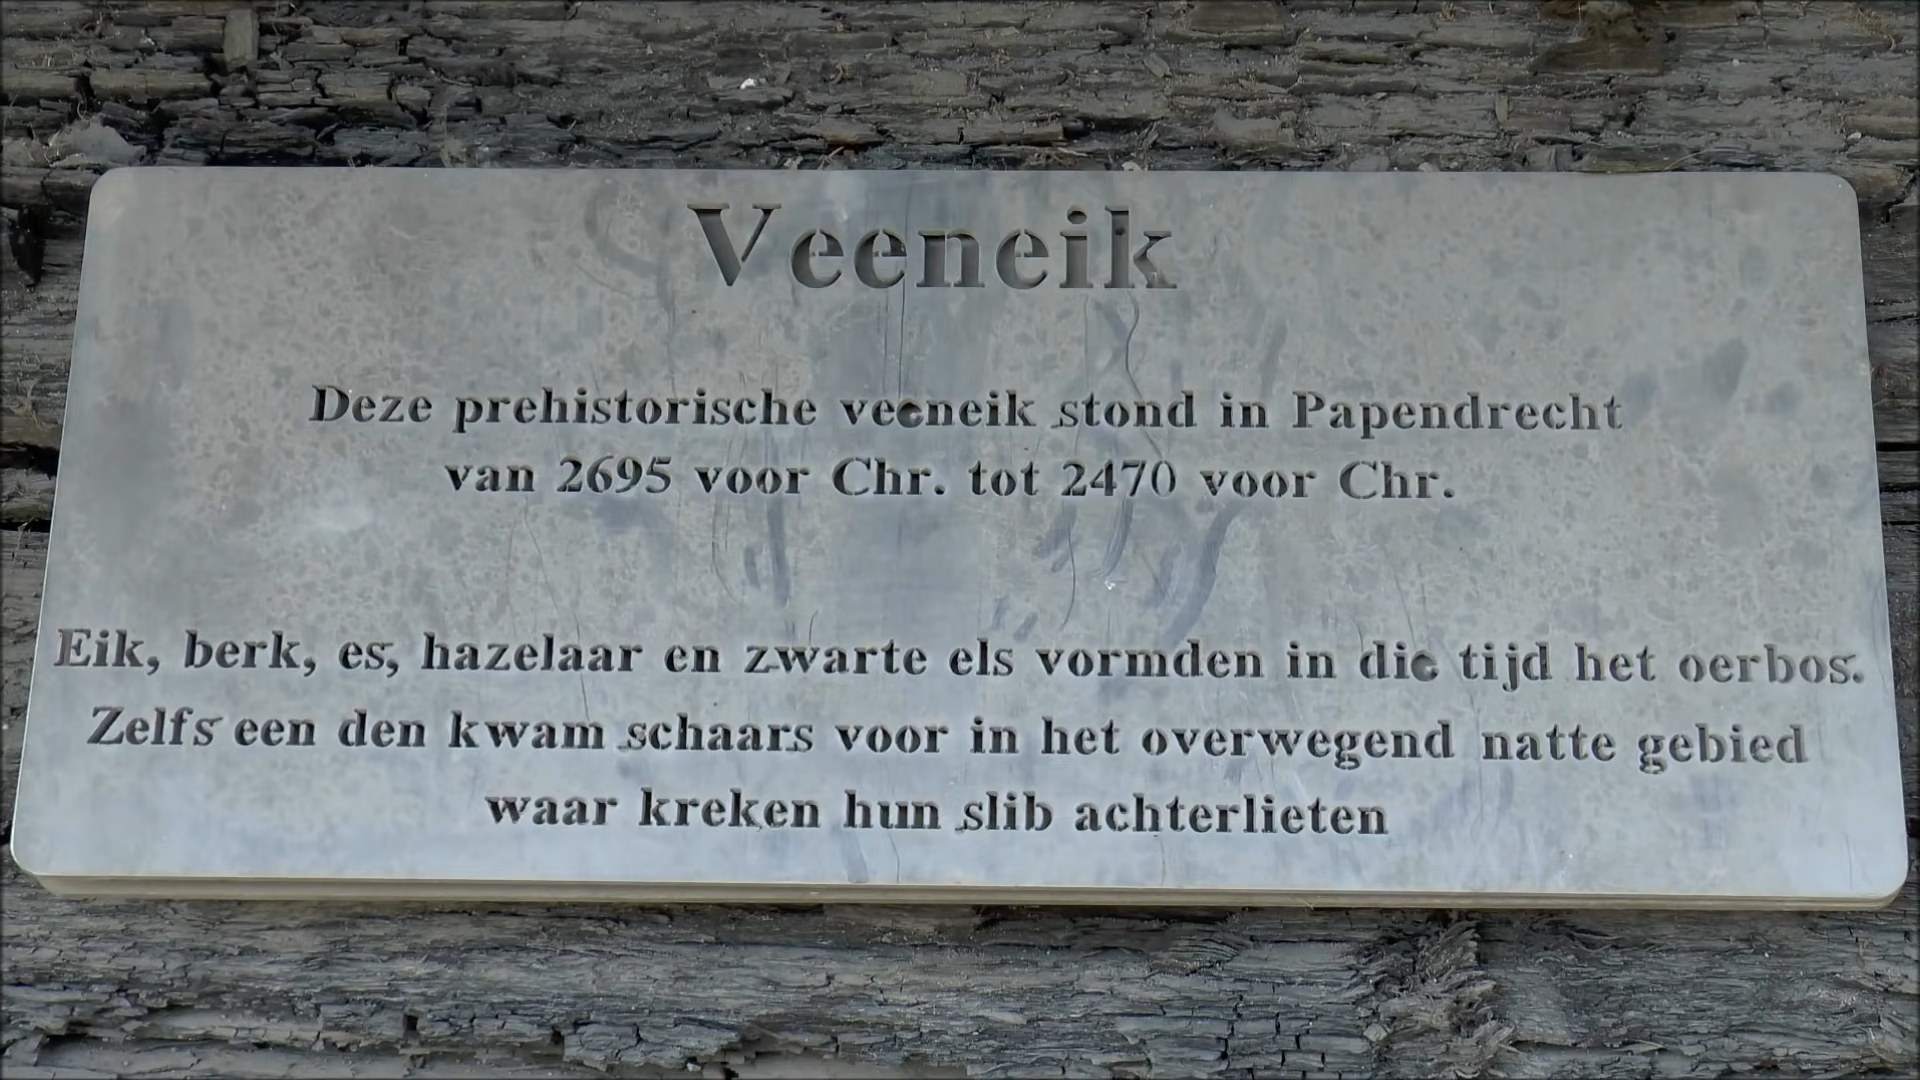 Veeneik
Deze prehistorische veeneik stond in Papendrecht
van 2695 voor Chr. tot 2470 voor Chr.
Eik, berk, es, hazelaar en zwarte els vormden in die tijd het oerbos.
Zelfs een den kwam schaars voor in het overwegend natte gebied
waar kreken hun slib achterlieten